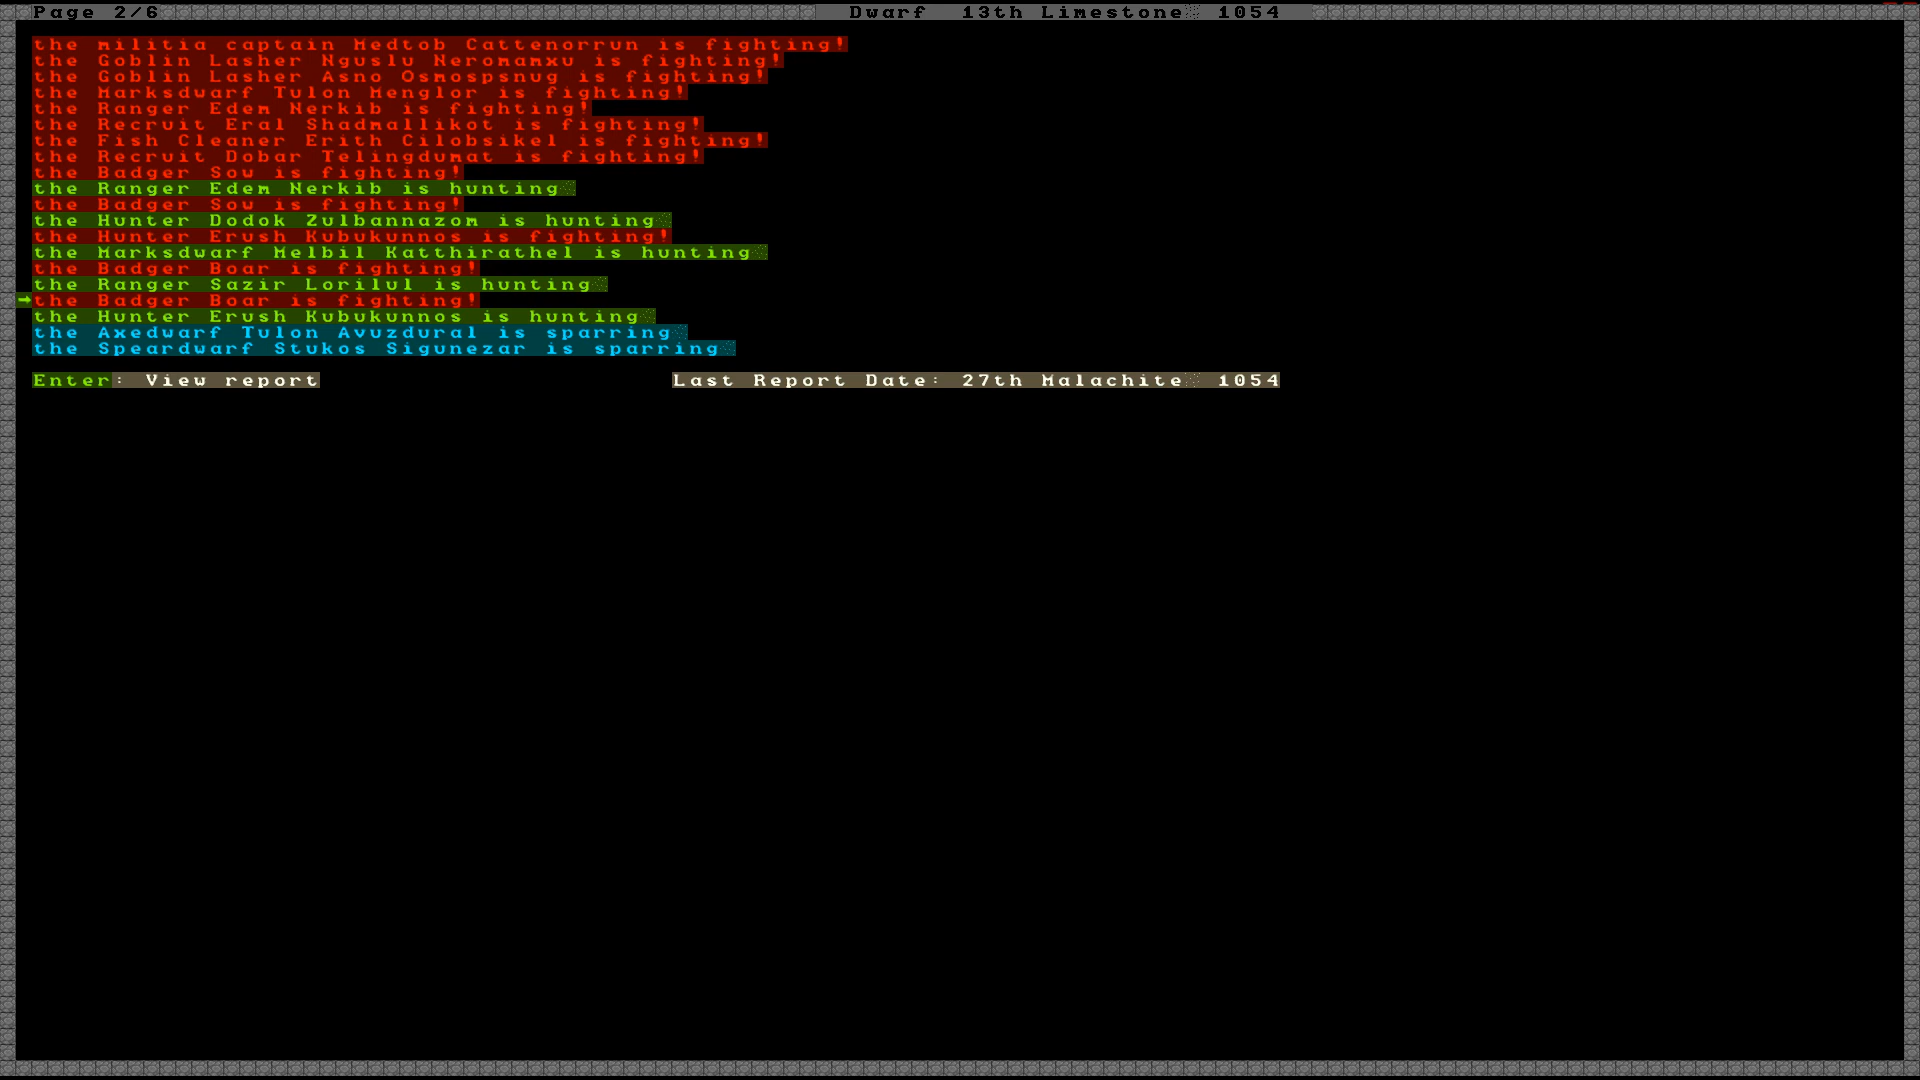 Page 2/6 Dwarf 13th Limestone 1054
the militia captain Medtob Cattenorrun is fighting!
the Goblin Lasher Nguslu Neromamxu is fighting!
the Goblin Lasher Asno Osmospsnug is fighting!
the Marksdwarf Tulon Menglor is fighting!
the Ranger Edem Nerkib is fighting!
the Recruit Eral Shadmallikot is fighting!
the Fish Cleaner Erith Cilobsikel is fighting!
the Recruit Dobar Telingdumat is fighting!
the Badger Sow is fighting!
the Ranger Edem Nerkib is hunting
the Badger Sow is fighting!
the Hunter Dodok Zulbannazom is hunting
the Hunter Erush Kubukunnos is fighting!
the Marksdwarf Melbil Katthirathel is hunting
the Badger Boar is fighting!
the Ranger Sazir Lorilul is hunting
the Badger Boar is fighting!
the Hunter Erush Kubukunnos is hunting
the Axedwarf Tulon Avuzdural is sparring
the Speardwarf Stukos Sigunezar is sparring
Enter: View report Last Report Date: 27th Malachite 1054